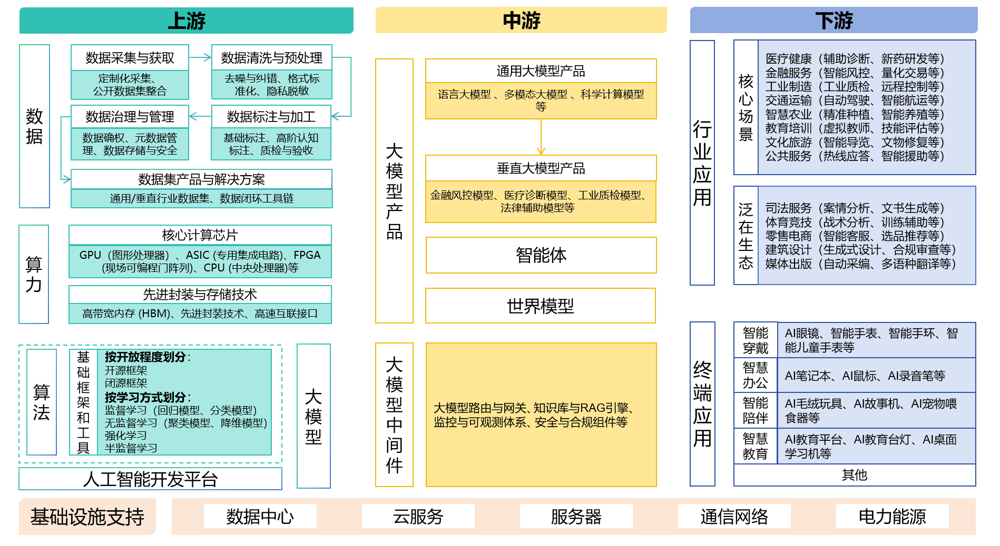 上游
数据
数据采集与获取
定制化采集、
公开数据集整合
数据清洗与预处理
去噪与纠错、格式标
准化、隐私脱敏
数据治理与管理
数据确权、元数据管
理、数据存储与安全
数据标注与加工
基础标注、高阶认知
标注、质检与验收
数据集产品与解决方案
通用/垂直行业数据集、数据闭环工具链
算力
核心计算芯片
GPU（图形处理器）、ASIC (专用集成电路)、FPGA
(现场可编程门阵列)、CPU (中央处理器)等
先进封装与存储技术
高带宽内存 (HBM)、先进封装技术、高速互联接口
算法
基础框架和工具
按开放程度划分：
开源框架
闭源框架
按学习方式划分：
监督学习（回归模型、分类模型）
无监督学习（聚类模型、降维模型）
强化学习
半监督学习
人工智能开发平台
大模型
中游
大模型产品
通用大模型产品
语言大模型 、多模态大模型 、科学计算模型
等
垂直大模型产品
金融风控模型、医疗诊断模型、工业质检模型、
法律辅助模型等
智能体
世界模型
大模型中间件
大模型路由与网关、知识库与RAG引擎、
监控与可观测体系、安全与合规组件等
下游
行业应用
核心场景
医疗健康（辅助诊断、新药研发等）
金融服务（智能风控、量化交易等）
工业制造（工业质检、远程控制等）
交通运输（自动驾驶、智能航运等）
智慧农业（精准种植、智能养殖等）
教育培训（虚拟教师、技能评估等）
文化旅游（智能导览、文物修复等）
公共服务（热线应答、智能援助等）
泛在生态
司法服务（案情分析、文书生成等）
体育竞技（战术分析、训练辅助等）
零售电商（智能客服、选品推荐等）
建筑设计（生成式设计、合规审查等）
媒体出版（自动采编、多语种翻译等）
终端应用
智能
穿戴
AI眼镜、智能手表、智能手环、智
能儿童手表等
智慧
办公
AI笔记本、AI鼠标、AI录音笔等
智能
陪伴
AI毛绒玩具、AI故事机、AI宠物喂
食器等
智慧
教育
AI教育平台、AI教育台灯、AI桌面
学习机等
其他
基础设施支持
数据中心
云服务
服务器
通信网络
电力能源